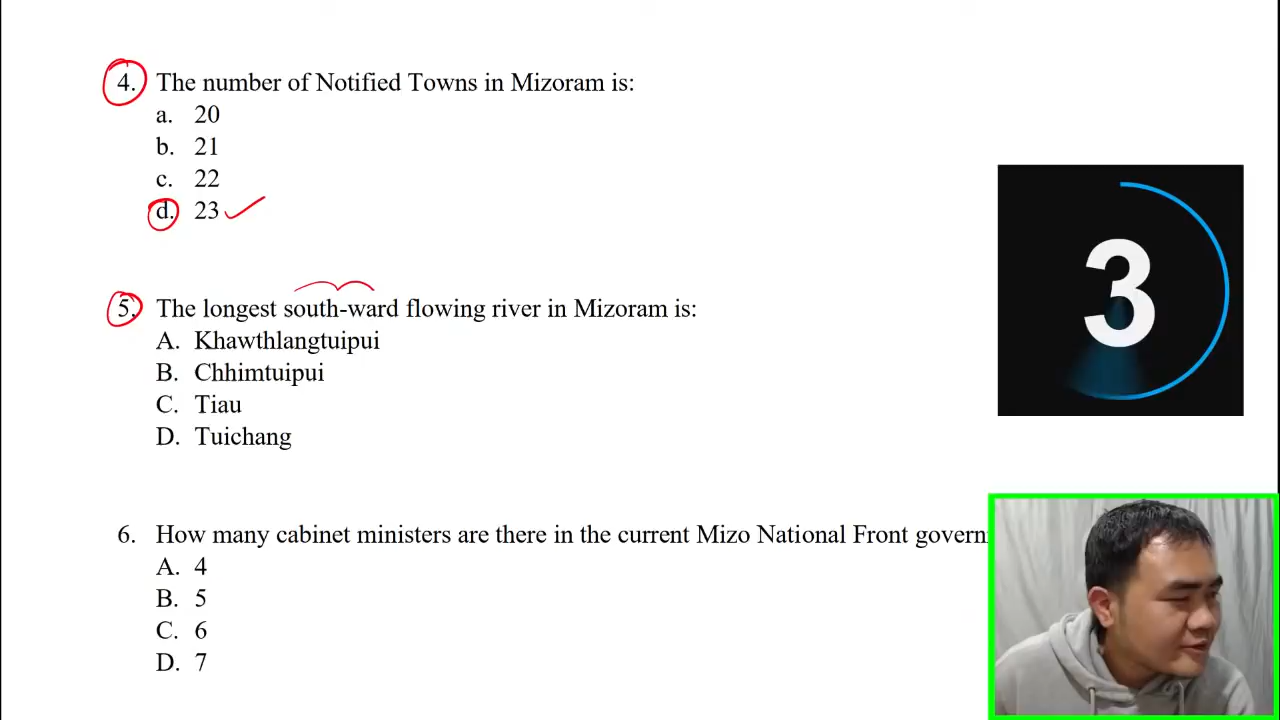 4. The number of Notified Towns in Mizoram is:
a. 20
b. 21
c. 22
d. 23
5. The longest south-ward flowing river in Mizoram is:
A. Khawthlangtuipui
B. Chhimtuipui
C. Tiau
D. Tuichang
3
6. How many cabinet ministers are there in the current Mizo National Front
A. 4
B. 5
C. 6
D. 7